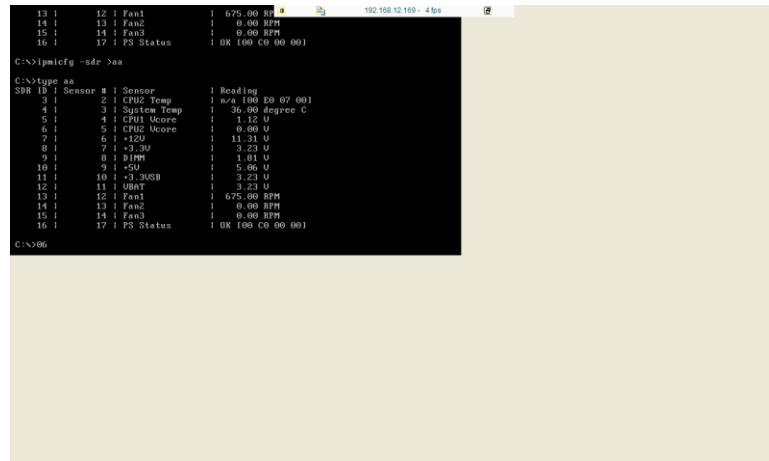 192.168.12.169 - 4 fps
13 | 12 | Fan1 | 675.00 RP
14 | 13 | Fan2 | 0.00 RPM
15 | 14 | Fan3 | 0.00 RPM
16 | 17 | PS Status | OK [00 C0 00 00]
C:\>ipmicfg -sdr >aa
C:\>type aa
SDR ID | Sensor # | Sensor | Reading
3 | 2 | CPU2 Temp | n/a [00 E0 07 00]
4 | 3 | System Temp | 36.00 degree C
5 | 4 | CPU1 Vcore | 1.12 V
6 | 5 | CPU2 Vcore | 0.00 V
7 | 6 | +12V | 11.31 V
8 | 7 | +3.3V | 3.23 V
9 | 8 | DIMM | 1.81 V
10 | 9 | +5V | 5.06 V
11 | 10 | +3.3VSB | 3.23 V
12 | 11 | VBAT | 3.23 V
13 | 12 | Fan1 | 675.00 RPM
14 | 13 | Fan2 | 0.00 RPM
15 | 14 | Fan3 | 0.00 RPM
16 | 17 | PS Status | OK [00 C0 00 00]
C:\>06